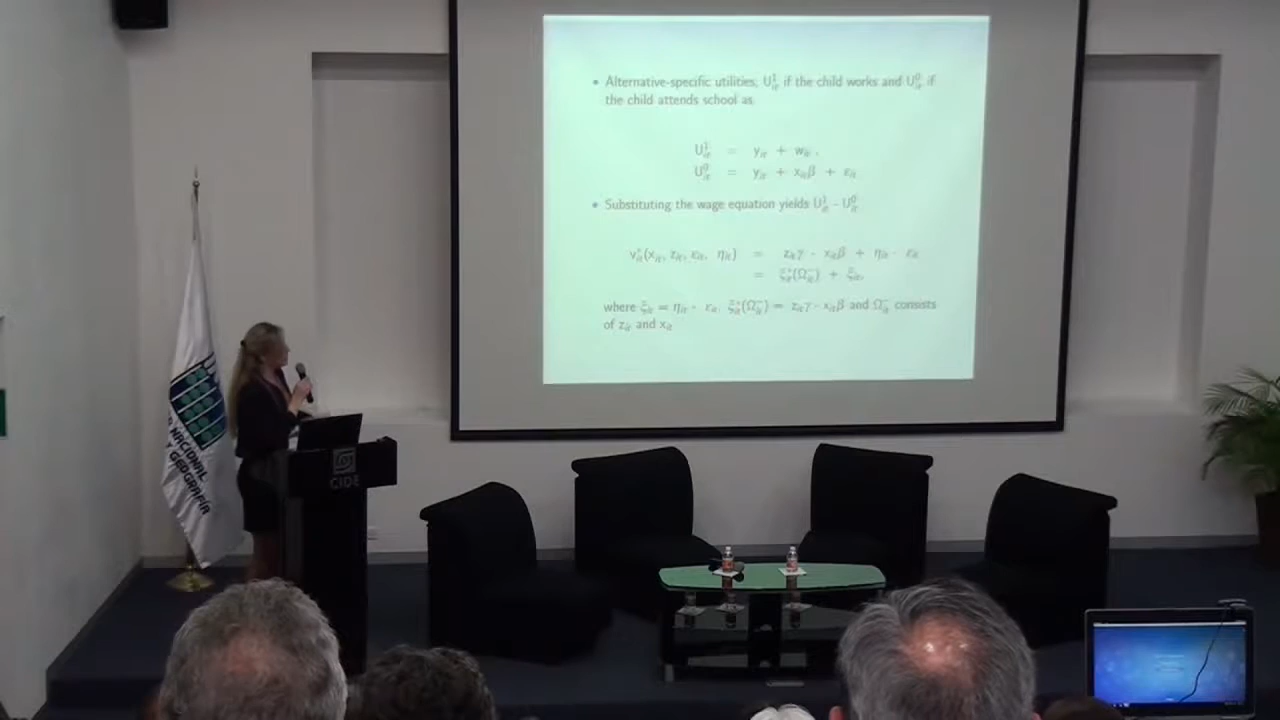 • Alternative-specific utilities, U¹ᵢₜ if the child works and U⁰ᵢₜ if
the child attends school as
U¹ᵢₜ = yᵢₜ + wᵢₜ ,
U⁰ᵢₜ = yᵢₜ + xᵢₜβ + εᵢₜ
• Substituting the wage equation yields U¹ᵢₜ - U⁰ᵢₜ
v*ᵢₜ(xᵢₜ, zᵢₜ, εᵢₜ, ηᵢₜ) = zᵢₜγ - xᵢₜβ + ηᵢₜ - εᵢₜ
= ξ*ᵢₜ(Ω⁻ᵢₜ) + ξᵢₜ,
where ξᵢₜ = ηᵢₜ - εᵢₜ, ξ*ᵢₜ(Ω⁻ᵢₜ) = zᵢₜγ - xᵢₜβ and Ω⁻ᵢₜ consists
of zᵢₜ and xᵢₜ
NACIONAL
Y GEOGRAFÍA
CIDE